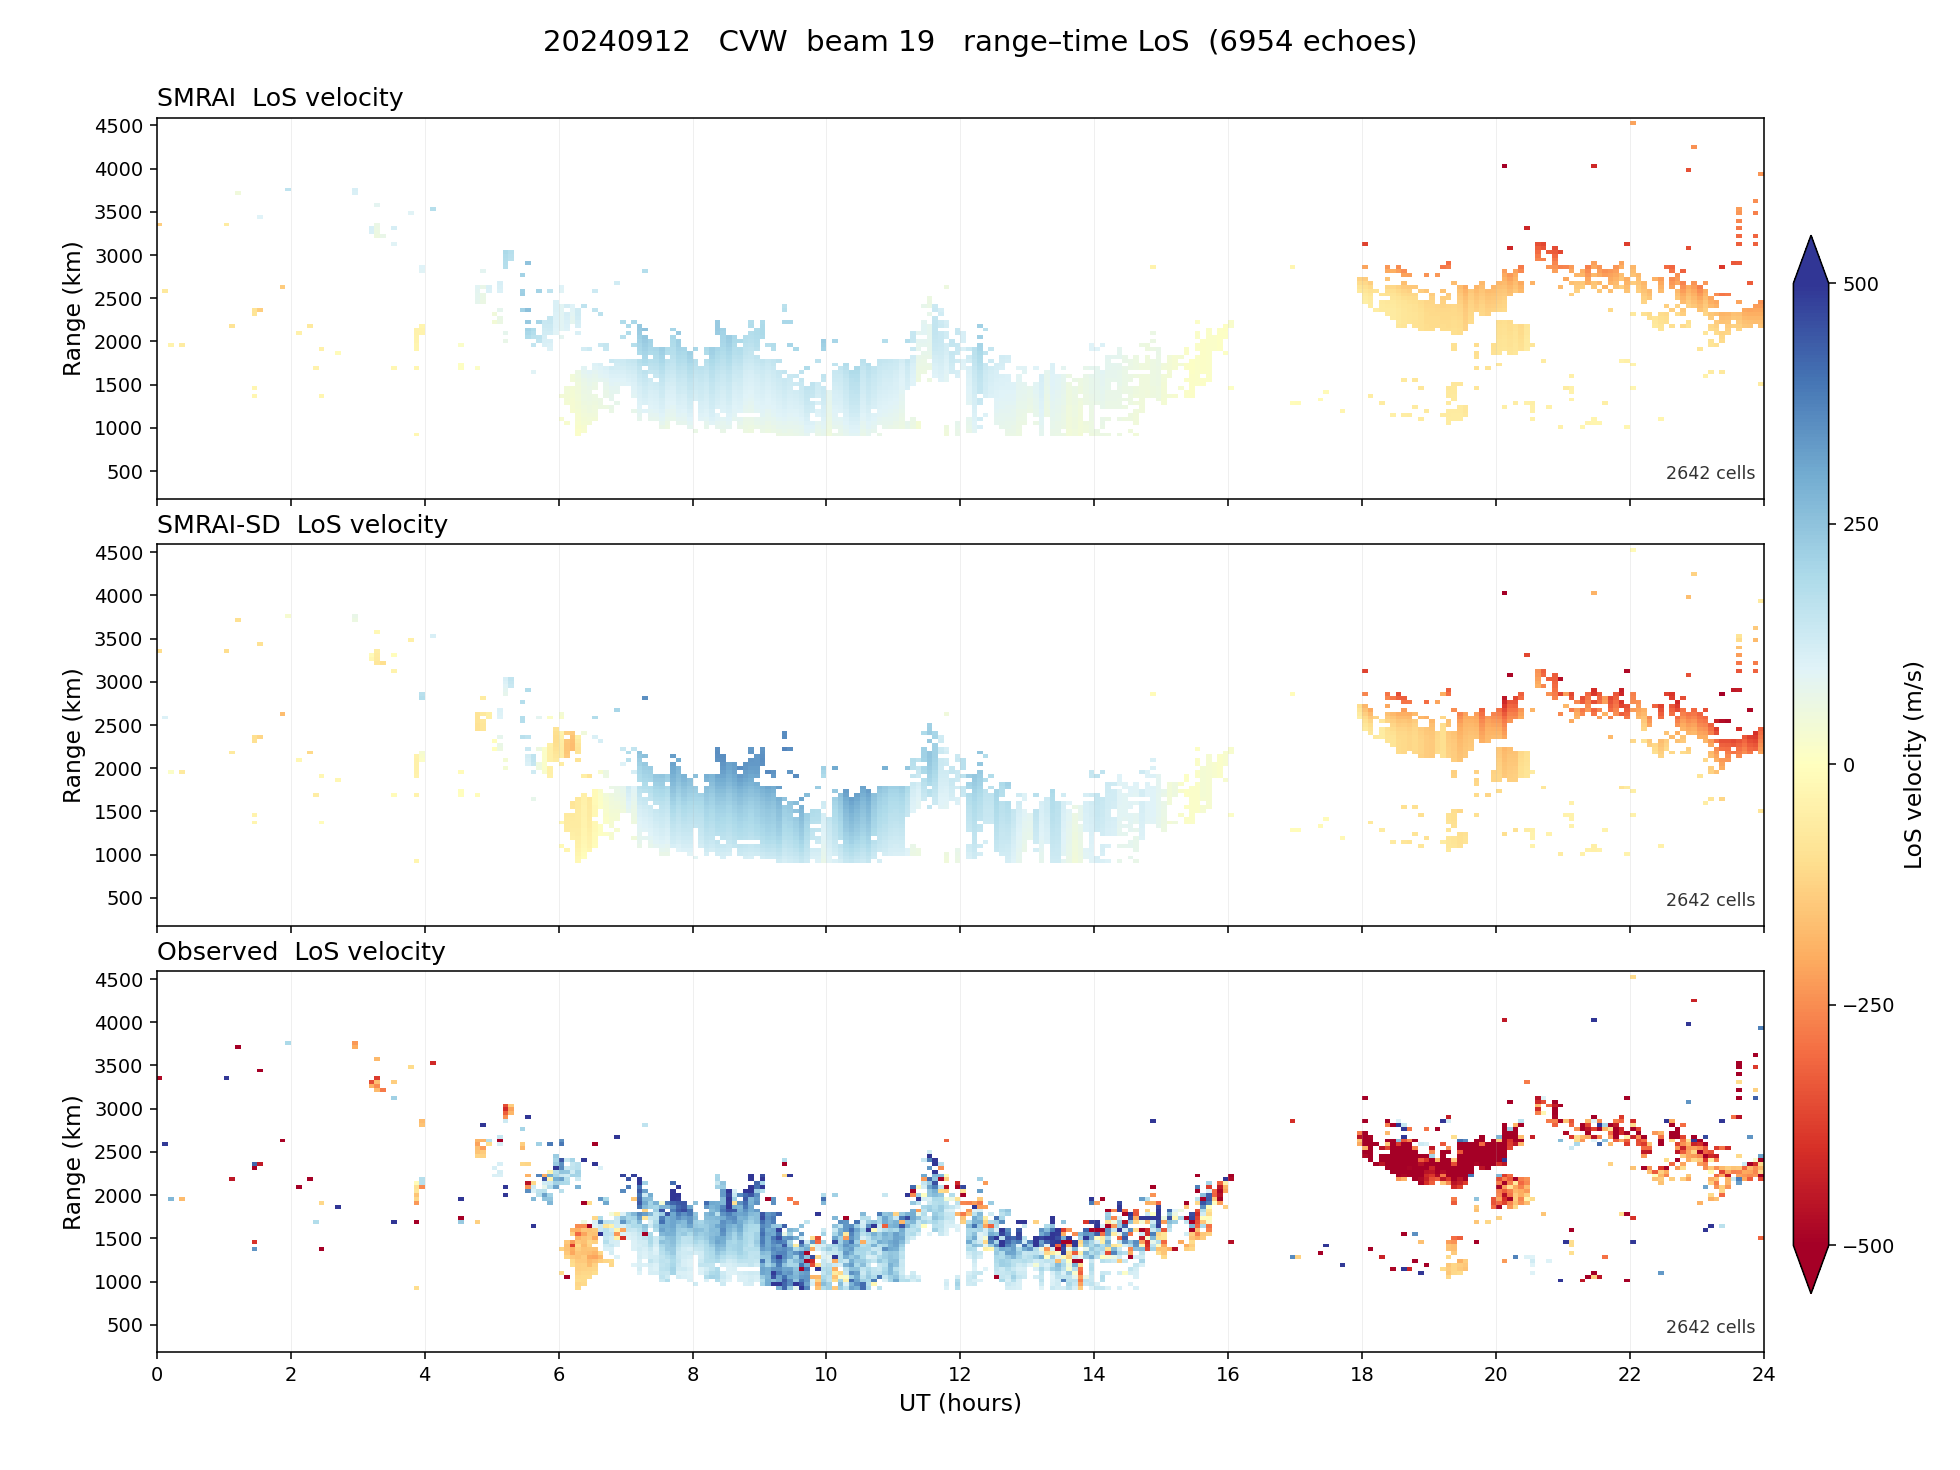 20240912 CVW beam 19 range–time LoS (6954 echoes)
SMRAI LoS velocity
4500
4000
3500
3000
2500
2000
1500
1000
500
Range (km)
2642 cells
SMRAI-SD LoS velocity
4500
4000
3500
3000
2500
2000
1500
1000
500
Range (km)
2642 cells
Observed LoS velocity
4500
4000
3500
3000
2500
2000
1500
1000
500
Range (km)
2642 cells
0 2 4 6 8 10 12 14 16 18 20 22 24
UT (hours)
500
250
0
−250
−500
LoS velocity (m/s)